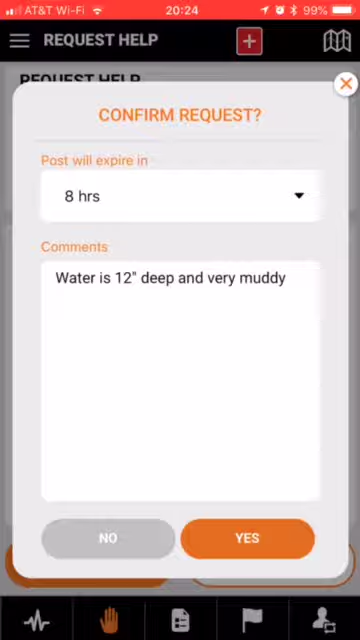 AT&T Wi-Fi 20:24 99%
REQUEST HELP
REQUEST HELP
CONFIRM REQUEST?
Post will expire in
8 hrs
Comments
Water is 12" deep and very muddy
NO YES